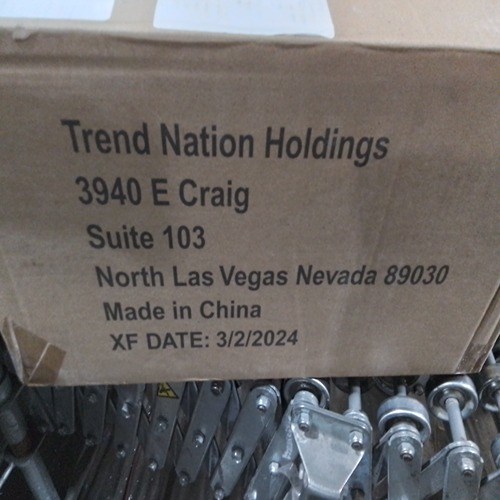 Trend Nation Holdings
3940 E Craig
Suite 103
North Las Vegas Nevada 89030
Made in China
XF DATE: 3/2/2024